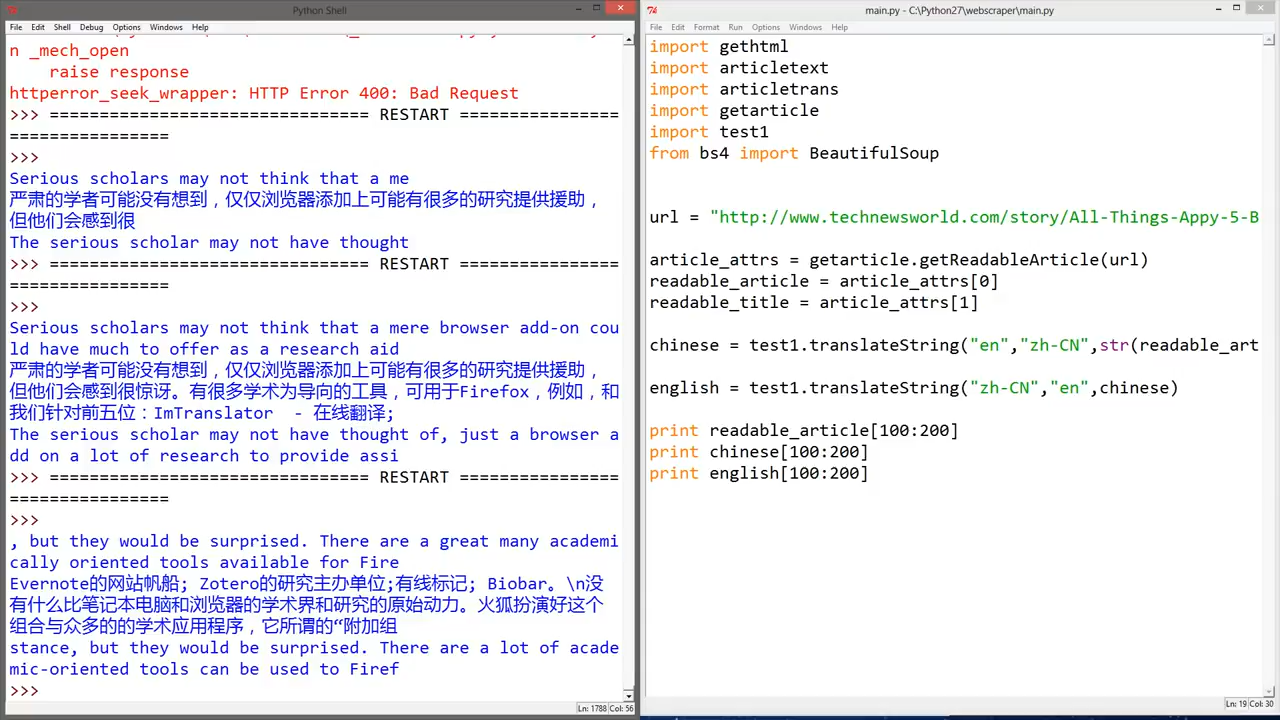 Python Shell
File Edit Shell Debug Options Windows Help
n _mech_open
raise response
httperror_seek_wrapper: HTTP Error 400: Bad Request
>>> ================================ RESTART ================
================
>>>
Serious scholars may not think that a me
严肃的学者可能没有想到，仅仅浏览器添加上可能有很多的研究提供援助，
但他们会感到很
The serious scholar may not have thought
>>> ================================ RESTART ================
================
>>>
Serious scholars may not think that a mere browser add-on cou
ld have much to offer as a research aid
严肃的学者可能没有想到，仅仅浏览器添加上可能有很多的研究提供援助，
但他们会感到很惊讶。有很多学术为导向的工具，可用于Firefox，例如，和
我们针对前五位：ImTranslator  - 在线翻译;
The serious scholar may not have thought of, just a browser a
dd on a lot of research to provide assi
>>> ================================ RESTART ================
================
>>>
, but they would be surprised. There are a great many academi
cally oriented tools available for Fire
Evernote的网站帆船; Zotero的研究主办单位;有线标记; Biobar。\n没
有什么比笔记本电脑和浏览器的学术界和研究的原始动力。火狐扮演好这个
组合与众多的的学术应用程序，它所谓的“附加组
stance, but they would be surprised. There are a lot of acade
mic-oriented tools can be used to Firef
>>>
Ln: 1788 Col: 56
main.py - C:\Python27\webscraper\main.py
File Edit Format Run Options Windows Help
import gethtml
import articletext
import articletrans
import getarticle
import test1
from bs4 import BeautifulSoup
url = "http://www.technewsworld.com/story/All-Things-Appy-5-B
article_attrs = getarticle.getReadableArticle(url)
readable_article = article_attrs[0]
readable_title = article_attrs[1]
chinese = test1.translateString("en","zh-CN",str(readable_art
english = test1.translateString("zh-CN","en",chinese)
print readable_article[100:200]
print chinese[100:200]
print english[100:200]
Ln: 19 Col: 30